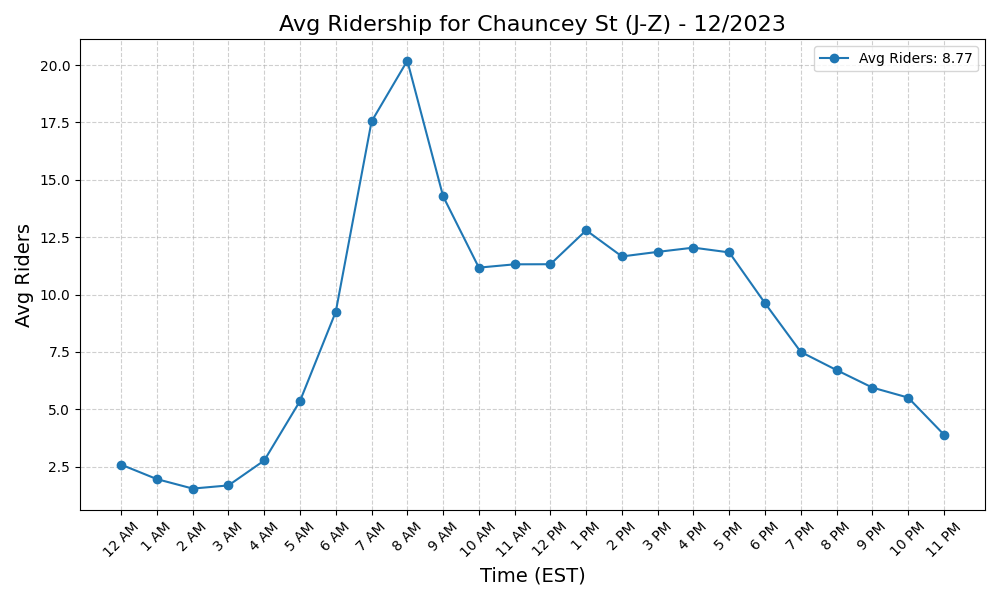 Avg Ridership for Chauncey St (J-Z) - 12/2023
Avg Riders: 8.77
Avg Riders
20.0
17.5
15.0
12.5
10.0
7.5
5.0
2.5
12 AM
1 AM
2 AM
3 AM
4 AM
5 AM
6 AM
7 AM
8 AM
9 AM
10 AM
11 AM
12 PM
1 PM
2 PM
3 PM
4 PM
5 PM
6 PM
7 PM
8 PM
9 PM
10 PM
11 PM
Time (EST)